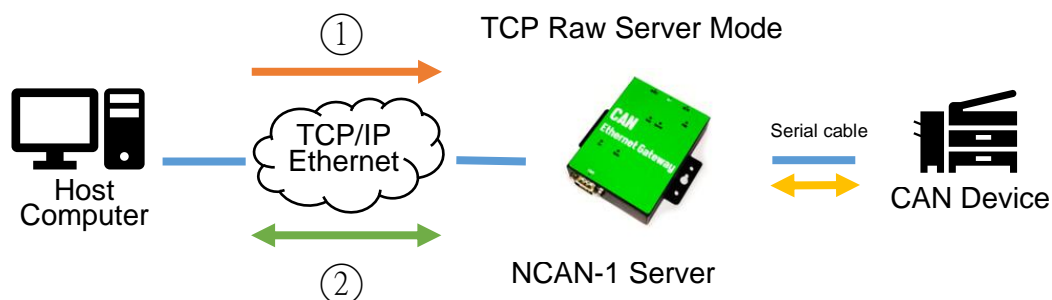 ①
TCP Raw Server Mode
TCP/IP
Ethernet
CAN
Ethernet Gateway
Serial cable
Host
Computer
CAN Device
②
NCAN-1 Server